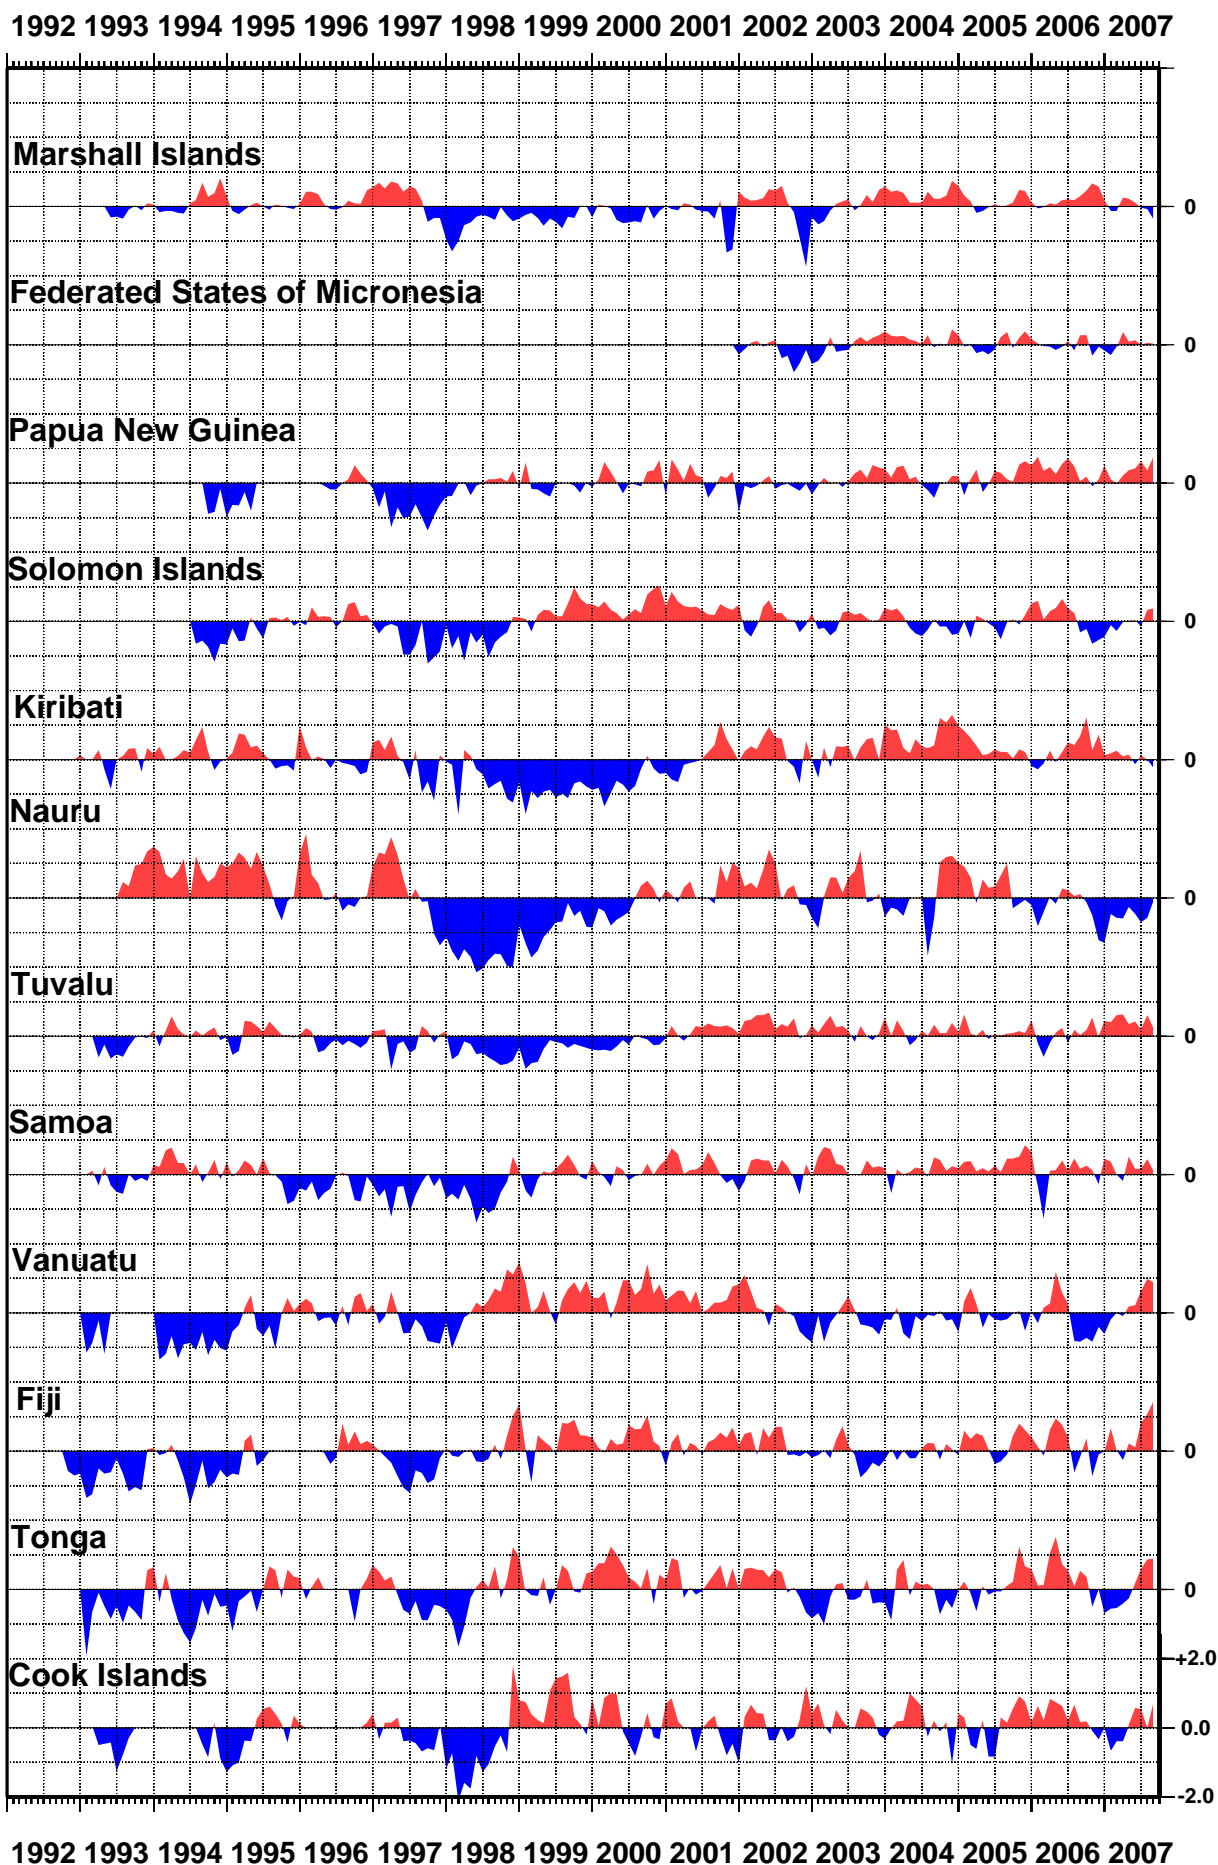 1992 1993 1994 1995 1996 1997 1998 1999 2000 2001 2002 2003 2004 2005 2006 2007
Marshall Islands
0
Federated States of Micronesia
0
Papua New Guinea
0
Solomon Islands
0
Kiribati
0
Nauru
0
Tuvalu
0
Samoa
0
Vanuatu
0
Fiji
0
Tonga
0
+2.0
Cook Islands
0.0
-2.0
1992 1993 1994 1995 1996 1997 1998 1999 2000 2001 2002 2003 2004 2005 2006 2007